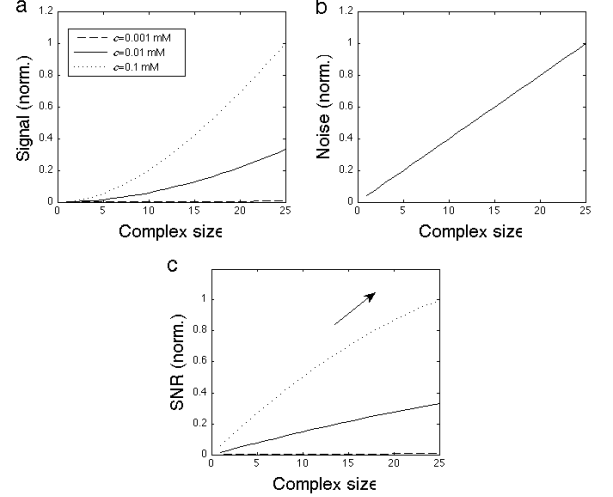 a
1.2
1
0.8
0.6
0.4
0.2
0
Signal (norm.)
c=0.001 mM
c=0.01 mM
c=0.1 mM
0 5 10 15 20 25
Complex size
b
1.2
1
0.8
0.6
0.4
0.2
0
Noise (norm.)
0 5 10 15 20 25
Complex size
c
1
0.8
0.6
0.4
0.2
0
SNR (norm.)
0 5 10 15 20 25
Complex size